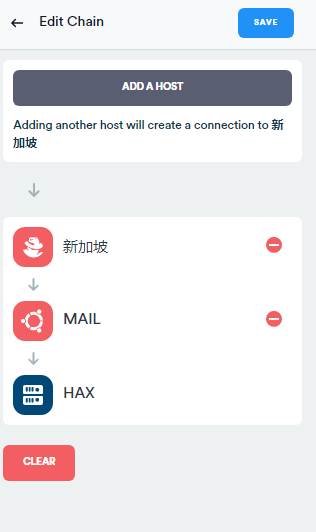 Edit Chain
SAVE
ADD A HOST
Adding another host will create a connection to 新
加坡
新加坡
MAIL
HAX
CLEAR